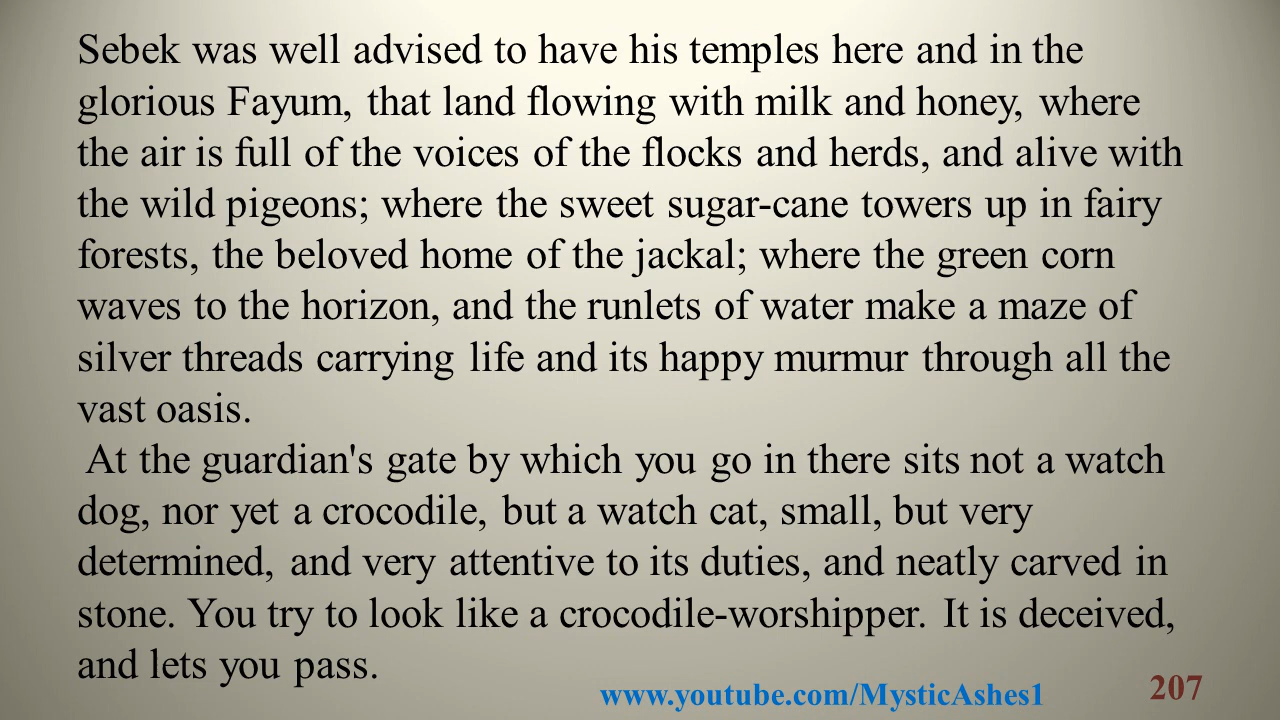 Sebek was well advised to have his temples here and in the
glorious Fayum, that land flowing with milk and honey, where
the air is full of the voices of the flocks and herds, and alive with
the wild pigeons; where the sweet sugar-cane towers up in fairy
forests, the beloved home of the jackal; where the green corn
waves to the horizon, and the runlets of water make a maze of
silver threads carrying life and its happy murmur through all the
vast oasis.
At the guardian's gate by which you go in there sits not a watch
dog, nor yet a crocodile, but a watch cat, small, but very
determined, and very attentive to its duties, and neatly carved in
stone. You try to look like a crocodile-worshipper. It is deceived,
and lets you pass.
www.youtube.com/MysticAshes1
207